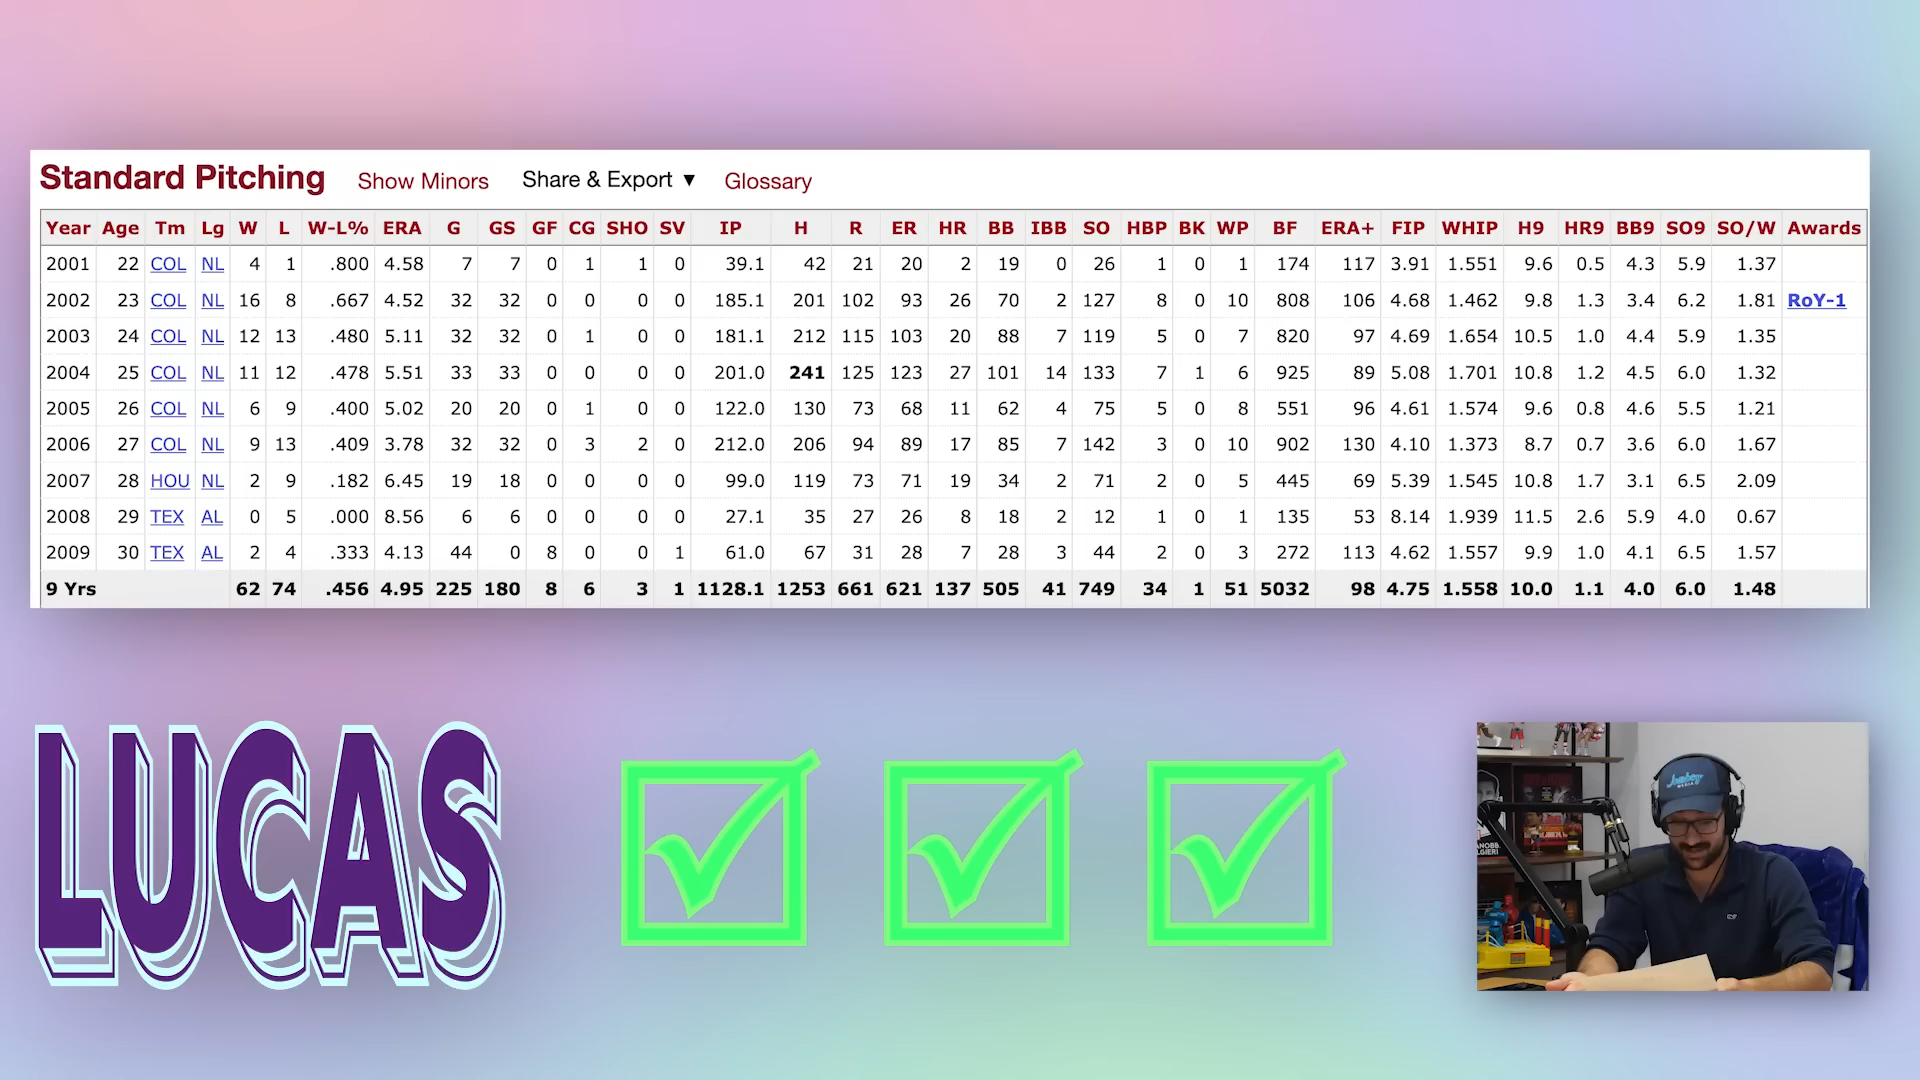 Standard Pitching Show Minors Share & Export ▼ Glossary
Year Age Tm Lg W L W-L% ERA G GS GF CG SHO SV IP H R ER HR BB IBB SO HBP BK WP BF ERA+ FIP WHIP H9 HR9 BB9 SO9 SO/W Awards
2001 22 COL NL 4 1 .800 4.58 7 7 0 1 1 0 39.1 42 21 20 2 19 0 26 1 0 1 174 117 3.91 1.551 9.6 0.5 4.3 5.9 1.37
2002 23 COL NL 16 8 .667 4.52 32 32 0 0 0 0 185.1 201 102 93 26 70 2 127 8 0 10 808 106 4.68 1.462 9.8 1.3 3.4 6.2 1.81 RoY-1
2003 24 COL NL 12 13 .480 5.11 32 32 0 1 0 0 181.1 212 115 103 20 88 7 119 5 0 7 820 97 4.69 1.654 10.5 1.0 4.4 5.9 1.35
2004 25 COL NL 11 12 .478 5.51 33 33 0 0 0 0 201.0 241 125 123 27 101 14 133 7 1 6 925 89 5.08 1.701 10.8 1.2 4.5 6.0 1.32
2005 26 COL NL 6 9 .400 5.02 20 20 0 1 0 0 122.0 130 73 68 11 62 4 75 5 0 8 551 96 4.61 1.574 9.6 0.8 4.6 5.5 1.21
2006 27 COL NL 9 13 .409 3.78 32 32 0 3 2 0 212.0 206 94 89 17 85 7 142 3 0 10 902 130 4.10 1.373 8.7 0.7 3.6 6.0 1.67
2007 28 HOU NL 2 9 .182 6.45 19 18 0 0 0 0 99.0 119 73 71 19 34 2 71 2 0 5 445 69 5.39 1.545 10.8 1.7 3.1 6.5 2.09
2008 29 TEX AL 0 5 .000 8.56 6 6 0 0 0 0 27.1 35 27 26 8 18 2 12 1 0 1 135 53 8.14 1.939 11.5 2.6 5.9 4.0 0.67
2009 30 TEX AL 2 4 .333 4.13 44 0 8 0 0 1 61.0 67 31 28 7 28 3 44 2 0 3 272 113 4.62 1.557 9.9 1.0 4.1 6.5 1.57
9 Yrs 62 74 .456 4.95 225 180 8 6 3 1 1128.1 1253 661 621 137 505 41 749 34 1 51 5032 98 4.75 1.558 10.0 1.1 4.0 6.0 1.48
LUCAS